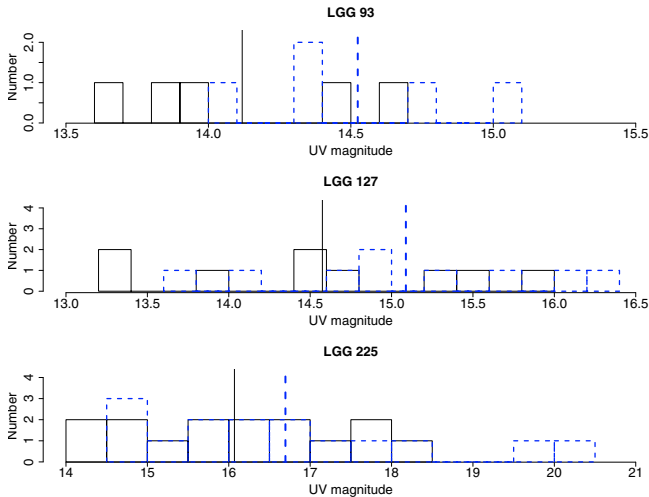 LGG 93
Number
0.0 1.0 2.0
13.5 14.0 14.5 15.0 15.5
UV magnitude
LGG 127
Number
0 1 2 3 4
13.0 13.5 14.0 14.5 15.0 15.5 16.0 16.5
UV magnitude
LGG 225
Number
0 1 2 3 4
14 15 16 17 18 19 20 21
UV magnitude